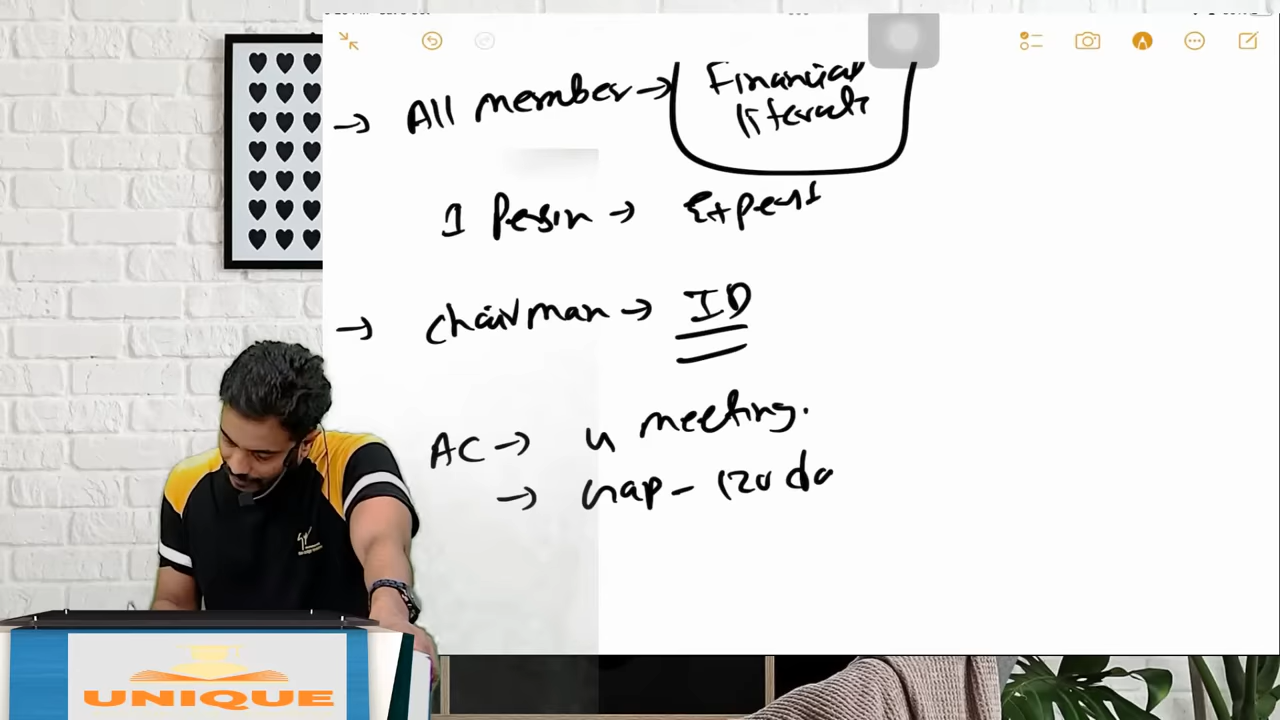 → All member → Financial
literate
1 Person → Expert
→ chairman → ID
AC → 4 meeting.
→ Gap - 120 da
UNIQUE